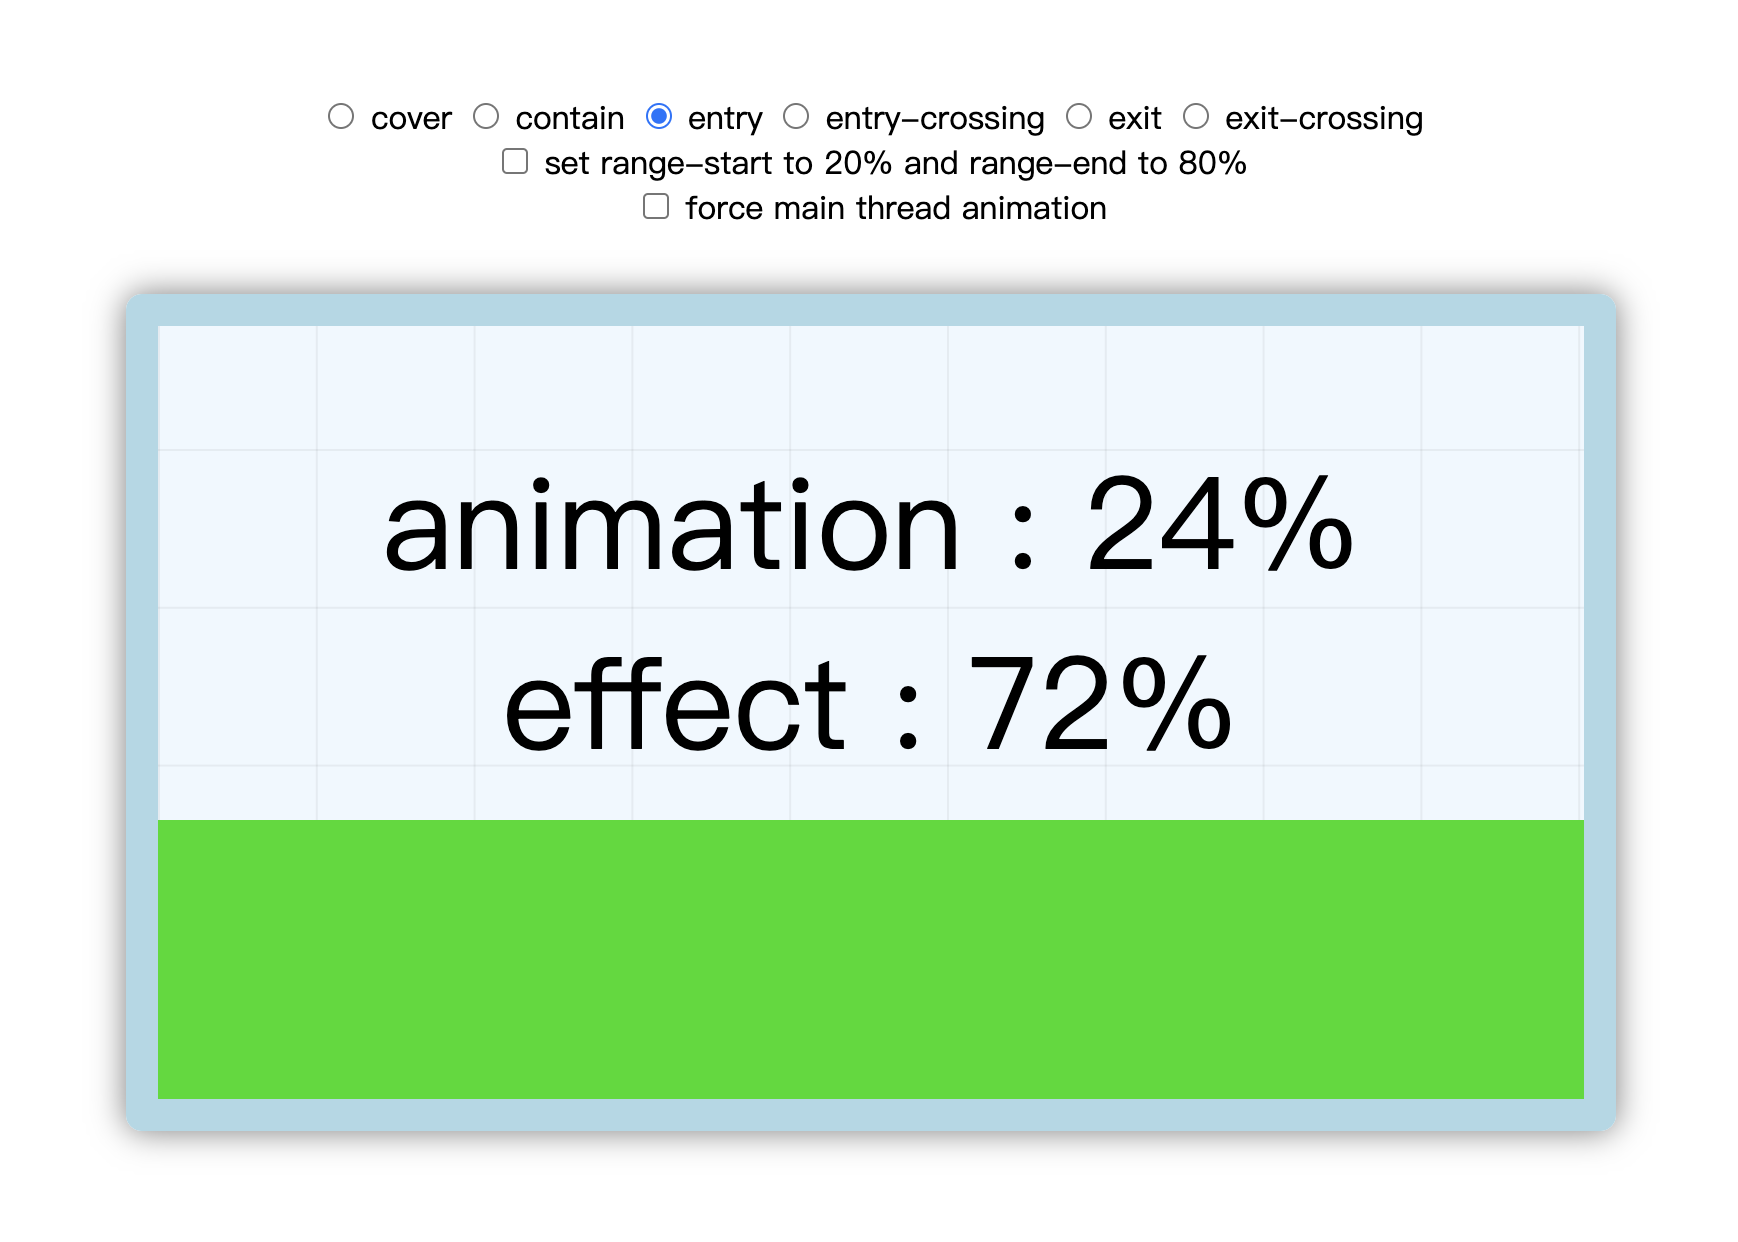 cover contain entry entry-crossing exit exit-crossing
set range-start to 20% and range-end to 80%
force main thread animation
animation : 24%
effect : 72%